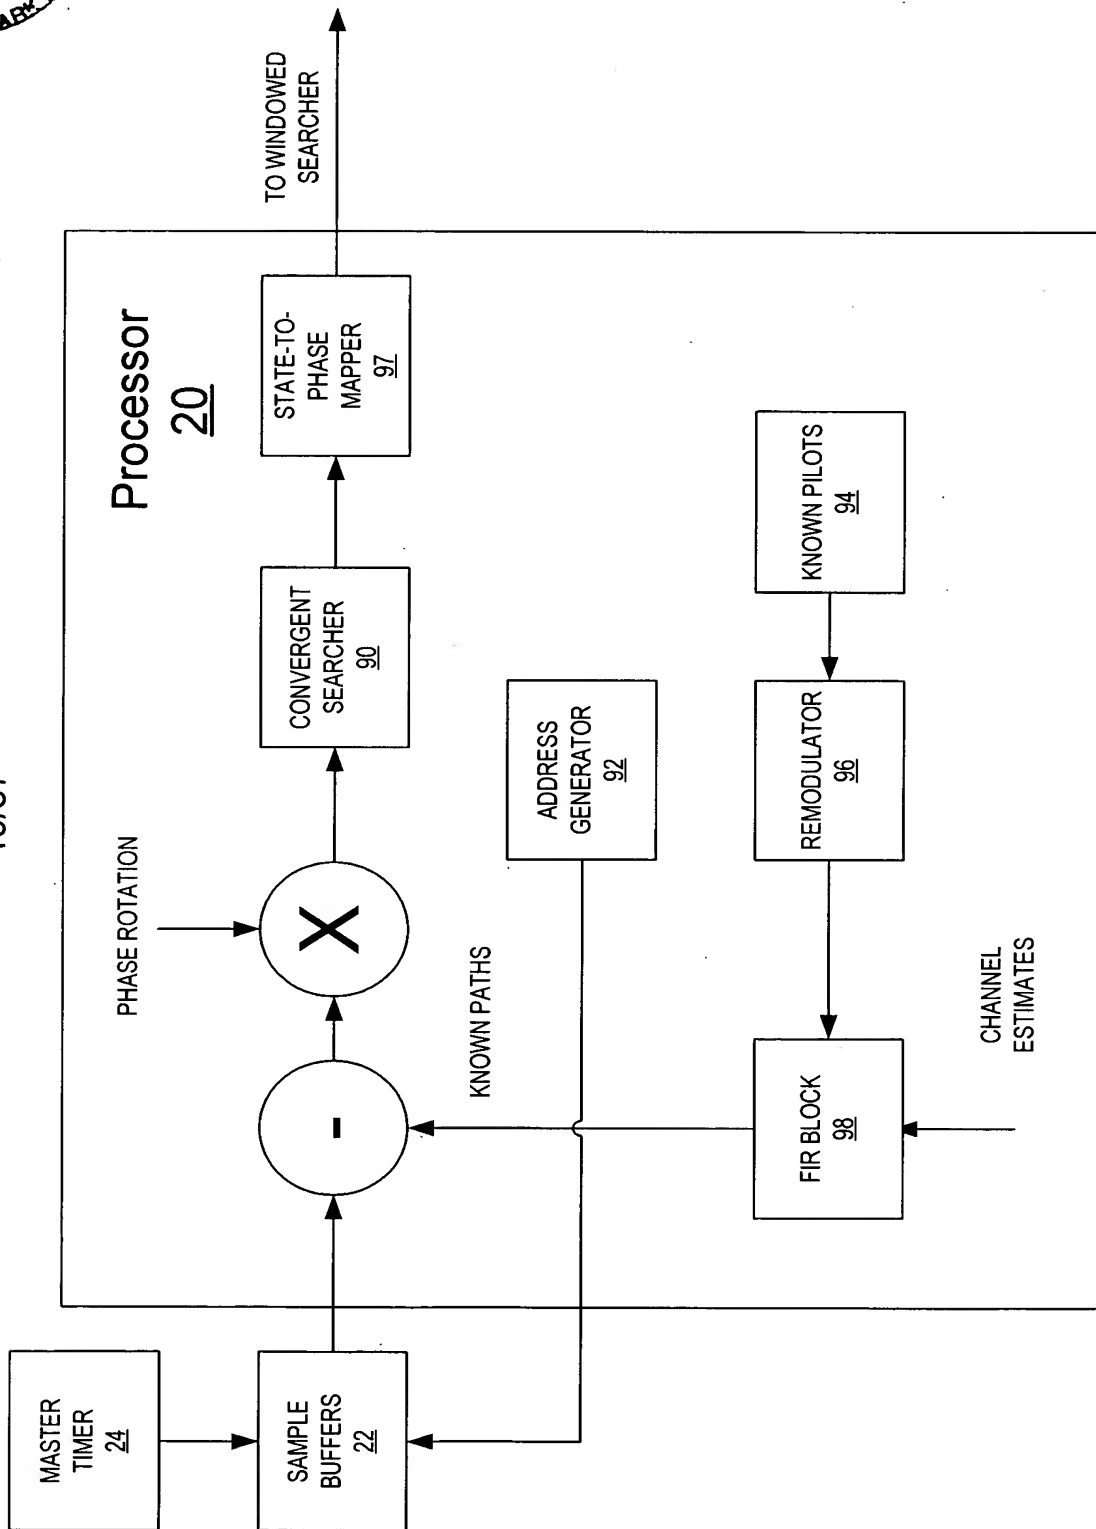 Processor
20
MASTER
TIMER
24
SAMPLE
BUFFERS
22
-
PHASE ROTATION
X
CONVERGENT
SEARCHER
90
STATE-TO-
PHASE
MAPPER
97
TO WINDOWED
SEARCHER
KNOWN PATHS
ADDRESS
GENERATOR
92
FIR BLOCK
98
REMODULATOR
96
KNOWN PILOTS
94
CHANNEL
ESTIMATES